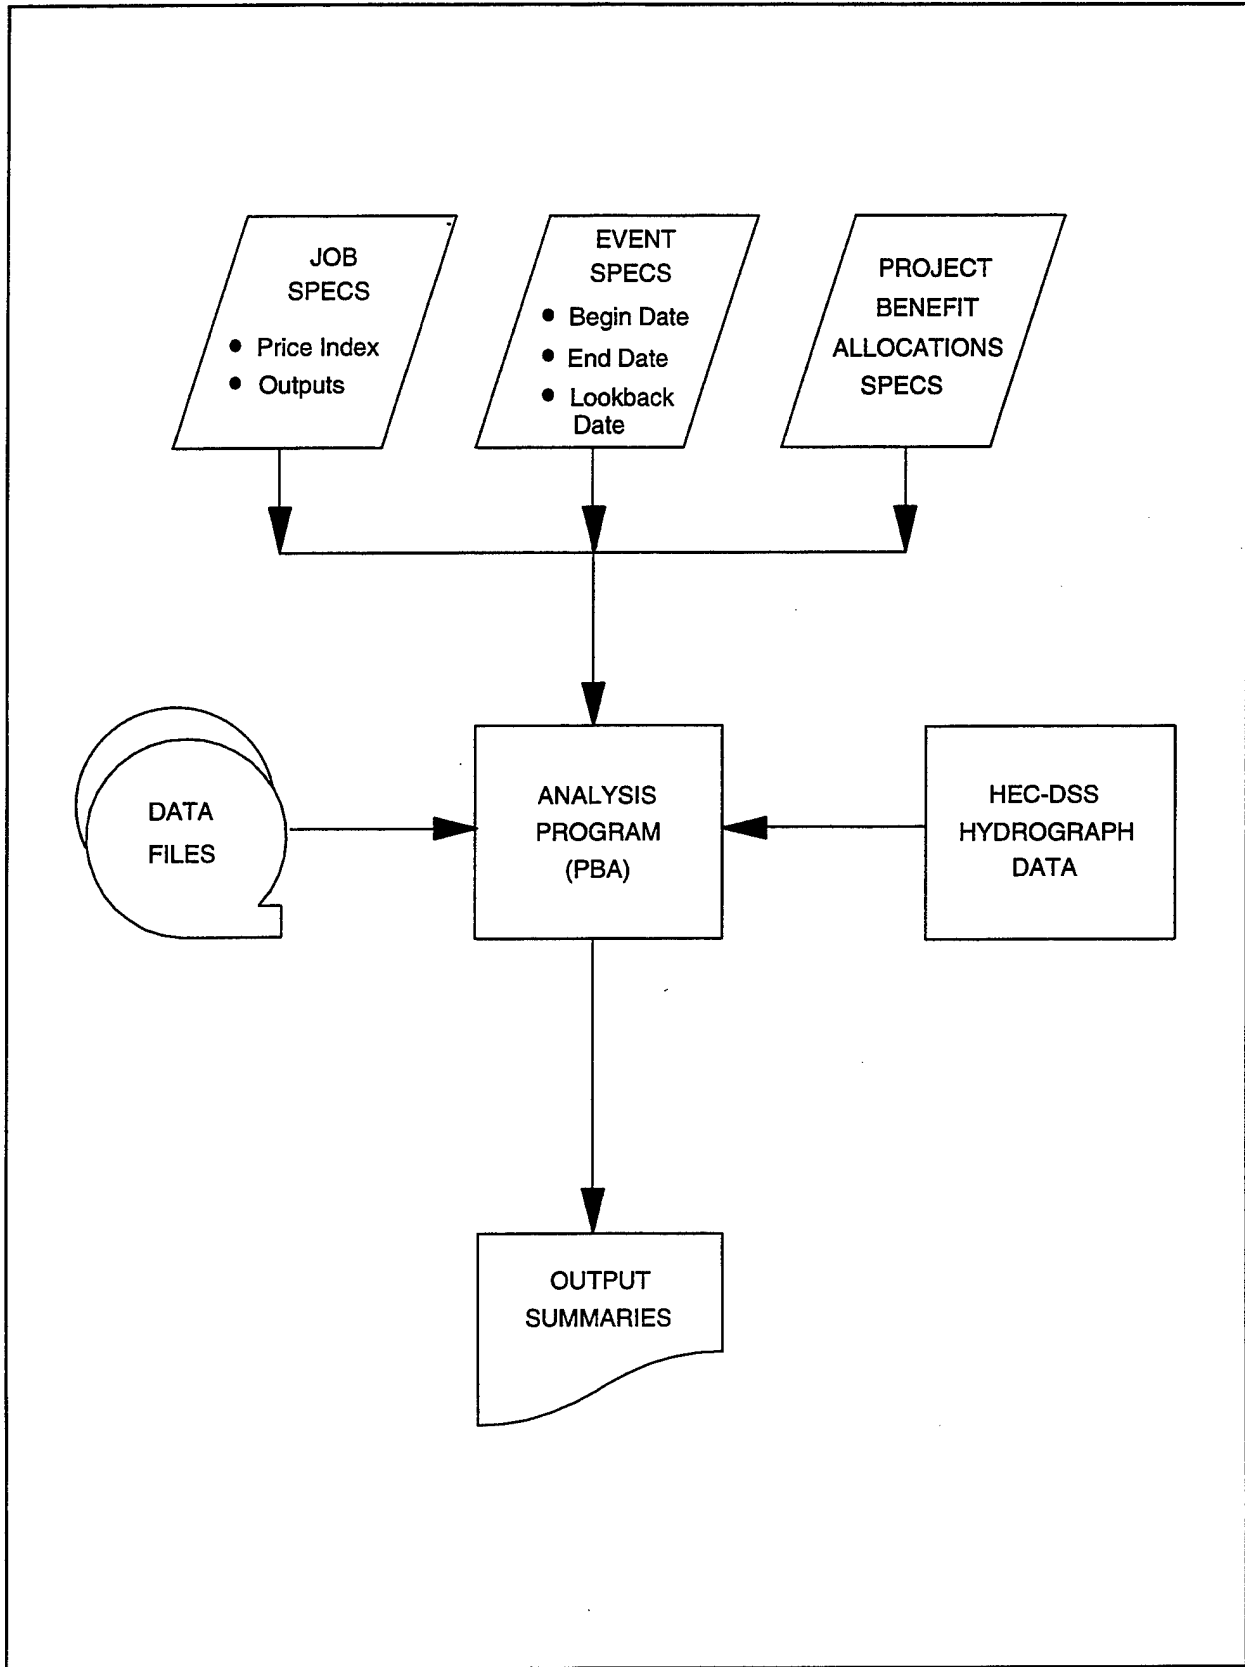 JOB
SPECS
● Price Index
● Outputs
EVENT
SPECS
● Begin Date
● End Date
● Lookback
Date
PROJECT
BENEFIT
ALLOCATIONS
SPECS
DATA
FILES
ANALYSIS
PROGRAM
(PBA)
HEC-DSS
HYDROGRAPH
DATA
OUTPUT
SUMMARIES